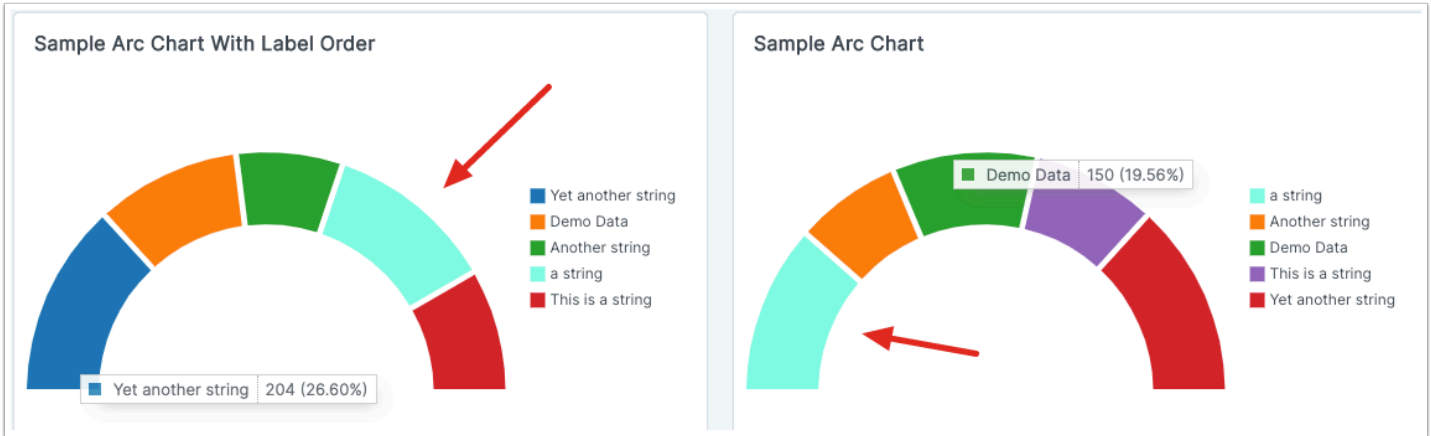 Sample Arc Chart With Label Order
Yet another string
Demo Data
Another string
a string
This is a string
Yet another string 204 (26.60%)
Sample Arc Chart
Demo Data 150 (19.56%)
a string
Another string
Demo Data
This is a string
Yet another string